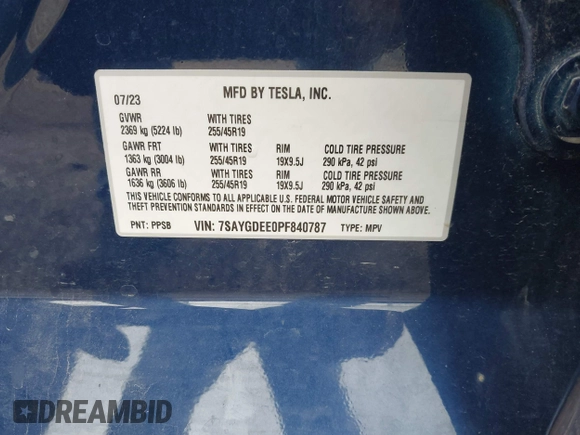 07/23 MFD BY TESLA, INC.
GVWR WITH TIRES
2369 kg (5224 lb) 255/45R19
GAWR FRT WITH TIRES RIM COLD TIRE PRESSURE
1363 kg (3004 lb) 255/45R19 19X9.5J 290 kPa, 42 psi
GAWR RR WITH TIRES RIM COLD TIRE PRESSURE
1636 kg (3606 lb) 255/45R19 19X9.5J 290 kPa, 42 psi
THIS VEHICLE CONFORMS TO ALL APPLICABLE U.S. FEDERAL MOTOR VEHICLE SAFETY AND
THEFT PREVENTION STANDARDS IN EFFECT ON THE DATE OF MANUFACTURE SHOWN ABOVE.
PNT: PPSB VIN: 7SAYGDEE0PF840787 TYPE: MPV
DREAMBID